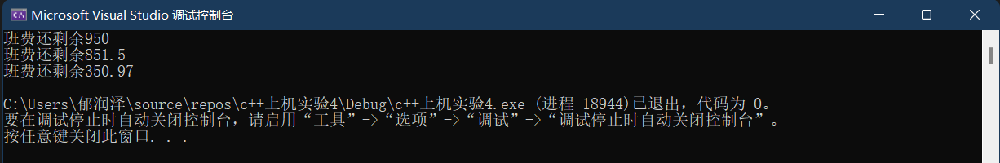 Microsoft Visual Studio 调试控制台
班费还剩余950
班费还剩余851.5
班费还剩余350.97
C:\Users\郁润泽\source\repos\c++上机实验4\Debug\c++上机实验4.exe (进程 18944)已退出，代码为 0。
要在调试停止时自动关闭控制台，请启用“工具”->“选项”->“调试”->“调试停止时自动关闭控制台”。
按任意键关闭此窗口. . .